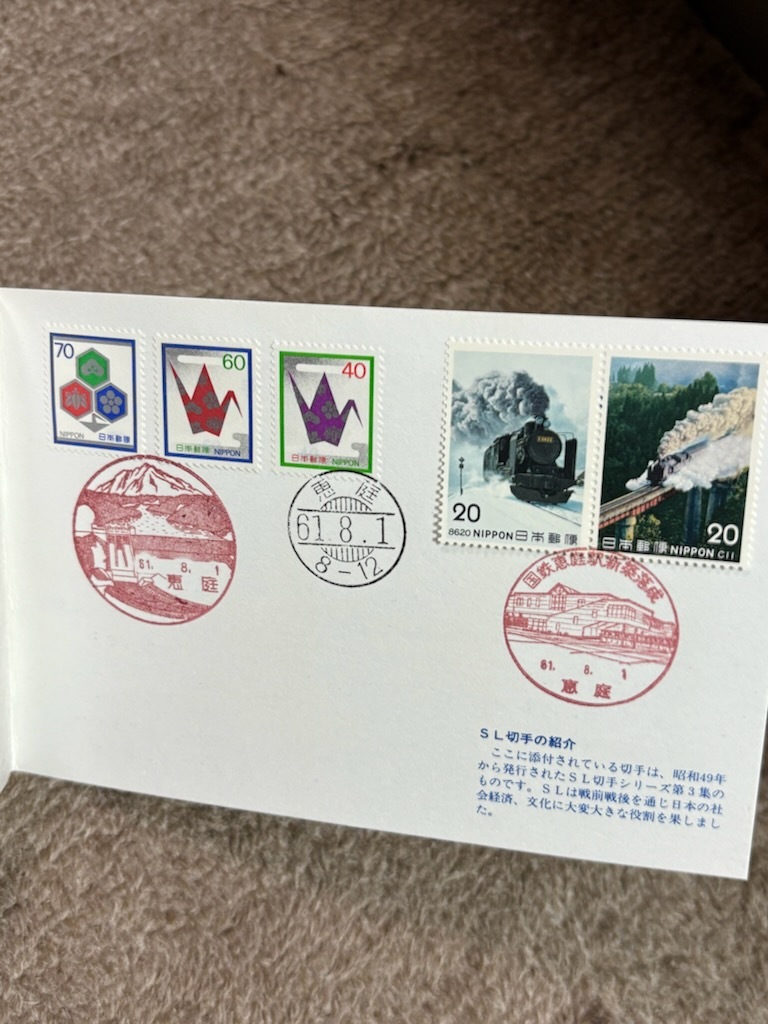 70
NIPPON 日本郵便
60
日本郵便 NIPPON
40
日本郵便 NIPPON
20
8620 NIPPON 日本郵便
20
日本郵便 NIPPON C11
61. 8. 1
恵庭
恵庭
61.8.1
8-12
国鉄恵庭駅新築落成
61. 8. 1
恵庭
SL切手の紹介
ここに添付されている切手は、昭和49年
から発行されたSL切手シリーズ第3集の
ものです。SLは戦前戦後を通じ日本の社
会経済、文化に大変大きな役割を果しまし
た。